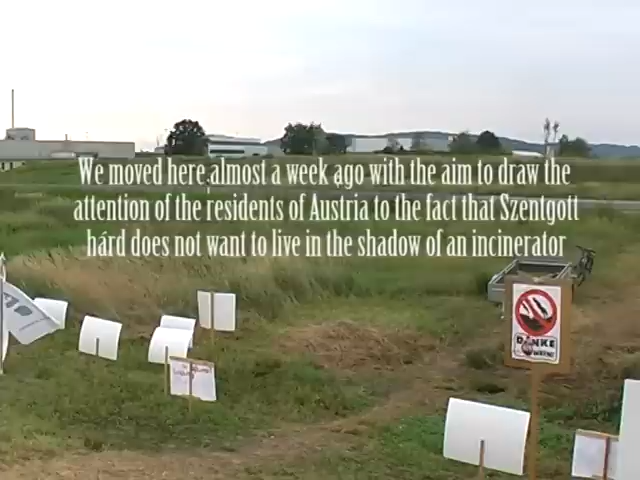 We moved here almost a week ago with the aim to draw the
attention of the residents of Austria to the fact that Szentgott
hárd does not want to live in the shadow of an incinerator
DANKE